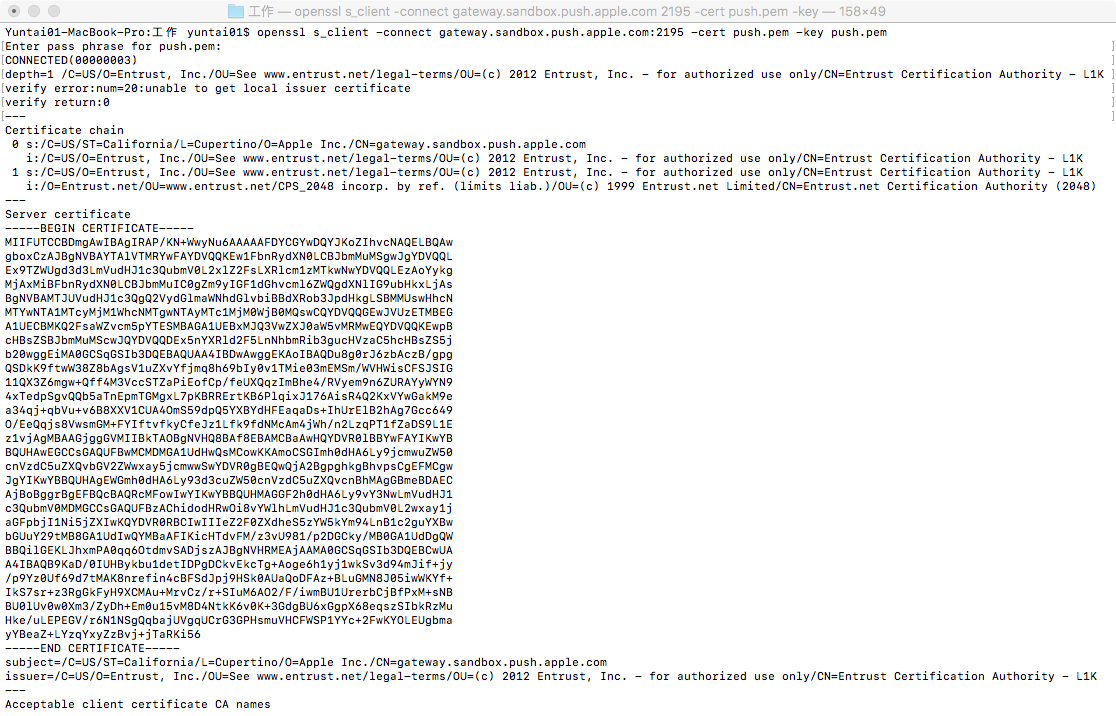 工作 — openssl s_client -connect gateway.sandbox.push.apple.com 2195 -cert push.pem -key — 158×49
Yuntai01-MacBook-Pro:工作 yuntai01$ openssl s_client -connect gateway.sandbox.push.apple.com:2195 -cert push.pem -key push.pem
[Enter pass phrase for push.pem: ]
[CONNECTED(00000003) ]
[depth=1 /C=US/O=Entrust, Inc./OU=See www.entrust.net/legal-terms/OU=(c) 2012 Entrust, Inc. - for authorized use only/CN=Entrust Certification Authority - L1K ]
[verify error:num=20:unable to get local issuer certificate ]
[verify return:0 ]
[--- ]
Certificate chain
0 s:/C=US/ST=California/L=Cupertino/O=Apple Inc./CN=gateway.sandbox.push.apple.com
i:/C=US/O=Entrust, Inc./OU=See www.entrust.net/legal-terms/OU=(c) 2012 Entrust, Inc. - for authorized use only/CN=Entrust Certification Authority - L1K
1 s:/C=US/O=Entrust, Inc./OU=See www.entrust.net/legal-terms/OU=(c) 2012 Entrust, Inc. - for authorized use only/CN=Entrust Certification Authority - L1K
i:/O=Entrust.net/OU=www.entrust.net/CPS_2048 incorp. by ref. (limits liab.)/OU=(c) 1999 Entrust.net Limited/CN=Entrust.net Certification Authority (2048)
---
Server certificate
-----BEGIN CERTIFICATE-----
MIIFUTCCBDmgAwIBAgIRAP/KN+WwyNu6AAAAAFDYCGYwDQYJKoZIhvcNAQELBQAw
gboxCzAJBgNVBAYTAlVTMRYwFAYDVQQKEw1FbnRydXN0LCBJbmMuMSgwJgYDVQQL
Ex9TZWUgd3d3LmVudHJ1c3QubmV0L2xlZ2FsLXRlcm1zMTkwNwYDVQQLEzAoYykg
MjAxMiBFbnRydXN0LCBJbmMuIC0gZm9yIGF1dGhvcml6ZWQgdXNlIG9ubHkxLjAs
BgNVBAMTJUVudHJ1c3QgQ2VydGlmaWNhdGlvbiBBdXRob3JpdHkgLSBMMUswHhcN
MTYwNTA1MTcyMjM1WhcNMTgwNTAyMTc1MjM0WjB0MQswCQYDVQQGEwJVUzETMBEG
A1UECBMKQ2FsaWZvcm5pYTESMBAGA1UEBxMJQ3VwZXJ0aW5vMRMwEQYDVQQKEwpB
cHBsZSBJbmMuMScwJQYDVQQDEx5nYXRld2F5LnNhbmRib3gucHVzaC5hcHBsZS5j
b20wggEiMA0GCSqGSIb3DQEBAQUAA4IBDwAwggEKAoIBAQDu8g0rJ6zbAczB/gpg
QSDkK9ftwW38Z8bAgsV1uZXvYfjmq8h69bIy0v1TMie03mEMSm/WVHWisCFSJSIG
11QX3Z6mgw+Qff4M3VccSTZaPiEofCp/feUXQqzImBhe4/RVyem9n6ZURAYyWYN9
4xTedpSgvQQb5aTnEpmTGMgxL7pKBRRErtKB6PlqixJ176AisR4Q2KxVYwGakM9e
a34qj+qbVu+v6B8XXV1CUA4OmS59dpQ5YXBYdHFEaqaDs+IhUrElB2hAg7Gcc649
O/EeQqjs8VwsmGM+FYIftvfkyCfeJz1Lfk9fdNMcAm4jWh/n2LzqPT1fZaDS9L1E
z1vjAgMBAAGjggGVMIIBkTAOBgNVHQ8BAf8EBAMCBaAwHQYDVR0lBBYwFAYIKwYB
BQUHAwEGCCsGAQUFBwMCMDMGA1UdHwQsMCowKKAmoCSGImh0dHA6Ly9jcmwuZW50
cnVzdC5uZXQvbGV2ZWwxay5jcmwwSwYDVR0gBEQwQjA2BgpghkgBhvpsCgEFMCgw
JgYIKwYBBQUHAgEWGmh0dHA6Ly93d3cuZW50cnVzdC5uZXQvcnBhMAgGBmeBDAEC
AjBoBggrBgEFBQcBAQRcMFowIwYIKwYBBQUHMAGGF2h0dHA6Ly9vY3NwLmVudHJ1
c3QubmV0MDMGCCsGAQUFBzAChidodHRwOi8vYWlhLmVudHJ1c3QubmV0L2wxay1j
aGFpbjI1Ni5jZXIwKQYDVR0RBCIwIIIeZ2F0ZXdheS5zYW5kYm94LnB1c2guYXBw
bGUuY29tMB8GA1UdIwQYMBaAFIKicHTdvFM/z3vU981/p2DGCky/MB0GA1UdDgQW
BBQilGEKLJhxmPA0qq6OtdmvSADjszAJBgNVHRMEAjAAMA0GCSqGSIb3DQEBCwUA
A4IBAQB9KaD/0IUHBykbu1detIDPgDCkvEkcTg+Aoge6h1yj1wkSv3d94mJif+jy
/p9Yz0Uf69d7tMAK8nrefin4cBFSdJpj9HSk0AUaQoDFAz+BLuGMN8J05iwWKYf+
IkS7sr+z3RgGkFyH9XCMAu+MrvCz/r+SIuM6AO2/F/iwmBU1UrerbCjBfPxM+sNB
BU0lUv0w0Xm3/ZyDh+Em0u15vM8D4NtkK6v0K+3GdgBU6xGgpX68eqszSIbkRzMu
Hke/uLEPGV/r6N1NSgQqbajUVgqUCrG3GPHsmuVHCFWSP1YYc+2FwKYOLEUgbma
yYBeaZ+LYzqYxyZzBvj+jTaRKi56
-----END CERTIFICATE-----
subject=/C=US/ST=California/L=Cupertino/O=Apple Inc./CN=gateway.sandbox.push.apple.com
issuer=/C=US/O=Entrust, Inc./OU=See www.entrust.net/legal-terms/OU=(c) 2012 Entrust, Inc. - for authorized use only/CN=Entrust Certification Authority - L1K
---
Acceptable client certificate CA names